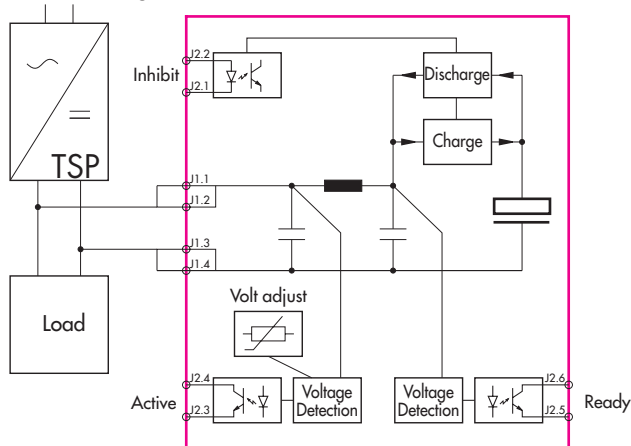 J2.2
Inhibit
J2.1
Discharge
Charge
TSP
J1.1
J1.2
J1.3
J1.4
Load
Volt adjust
J2.4
Active
J2.3
Voltage
Detection
Voltage
Detection
J2.6
Ready
J2.5